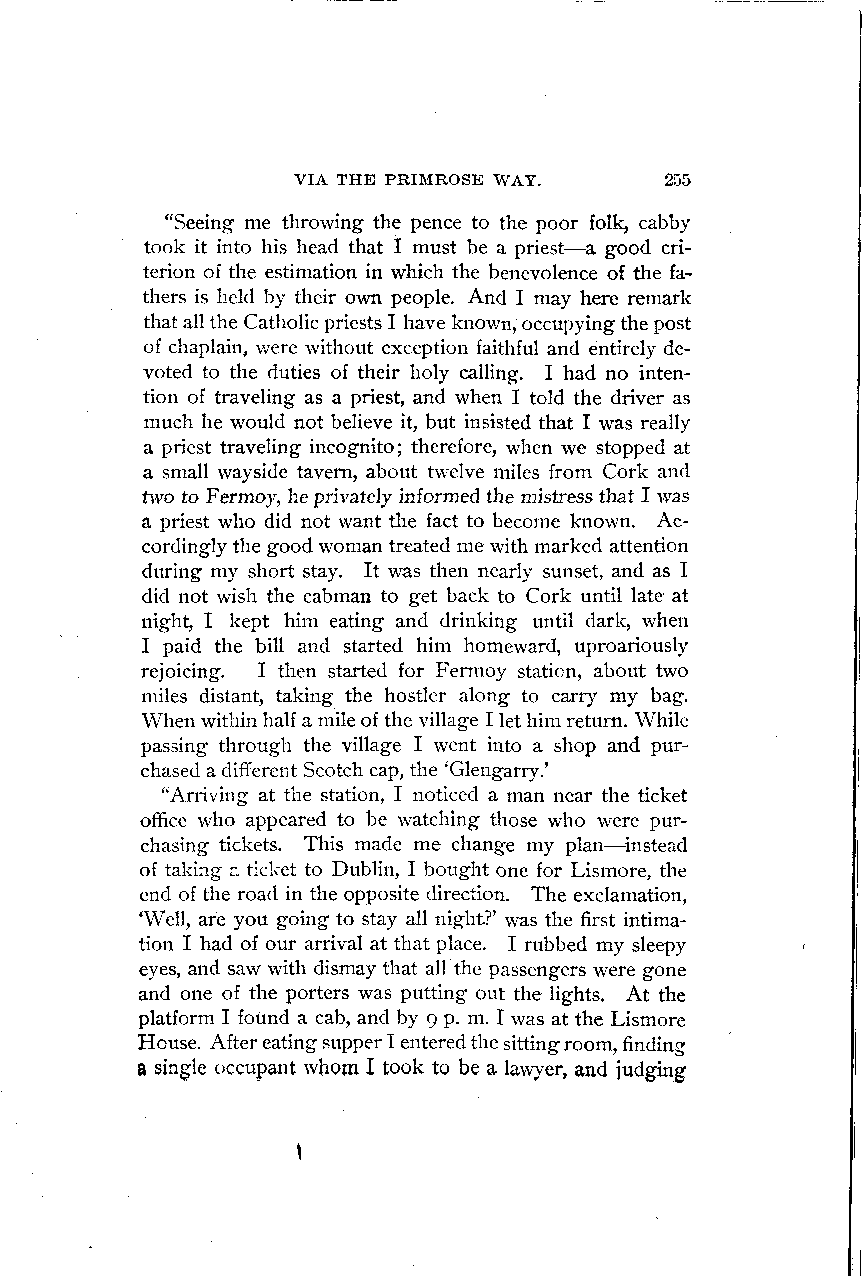 VIA THE PRIMROSE WAY. 255
“Seeing me throwing the pence to the poor folk, cabby
took it into his head that I must be a priest—a good cri-
terion of the estimation in which the benevolence of the fa-
thers is held by their own people. And I may here remark
that all the Catholic priests I have known, occupying the post
of chaplain, were without exception faithful and entirely de-
voted to the duties of their holy calling. I had no inten-
tion of traveling as a priest, and when I told the driver as
much he would not believe it, but insisted that I was really
a priest traveling incognito; therefore, when we stopped at
a small wayside tavern, about twelve miles from Cork and
two to Fermoy, he privately informed the mistress that I was
a priest who did not want the fact to become known. Ac-
cordingly the good woman treated me with marked attention
during my short stay. It was then nearly sunset, and as I
did not wish the cabman to get back to Cork until late at
night, I kept him eating and drinking until dark, when
I paid the bill and started him homeward, uproariously
rejoicing. I then started for Fermoy station, about two
miles distant, taking the hostler along to carry my bag.
When within half a mile of the village I let him return. While
passing through the village I went into a shop and pur-
chased a different Scotch cap, the ‘Glengarry.’
“Arriving at the station, I noticed a man near the ticket
office who appeared to be watching those who were pur-
chasing tickets. This made me change my plan—instead
of taking a ticket to Dublin, I bought one for Lismore, the
end of the road in the opposite direction. The exclamation,
‘Well, are you going to stay all night?’ was the first intima-
tion I had of our arrival at that place. I rubbed my sleepy
eyes, and saw with dismay that all the passengers were gone
and one of the porters was putting out the lights. At the
platform I found a cab, and by 9 p. m. I was at the Lismore
House. After eating supper I entered the sitting room, finding
a single occupant whom I took to be a lawyer, and judging